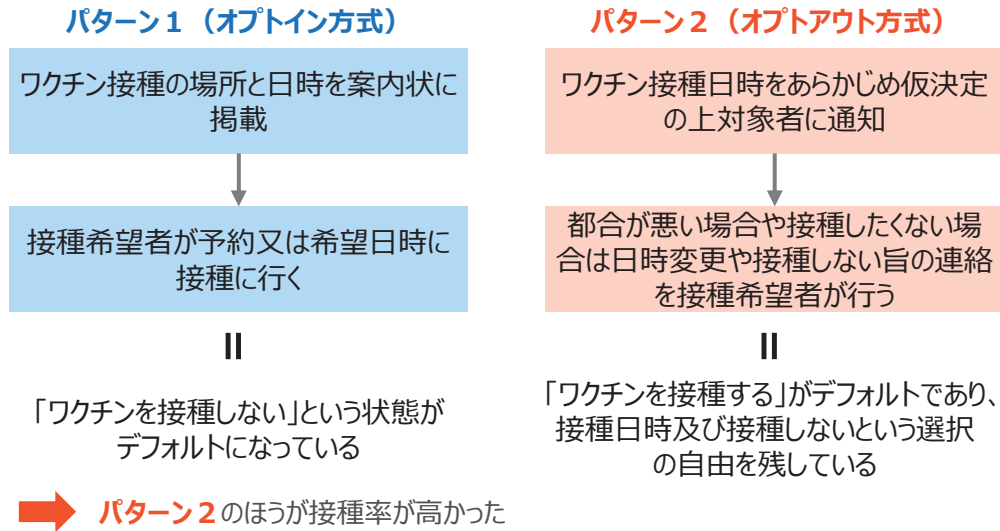 パターン１（オプトイン方式）
ワクチン接種の場所と日時を案内状に
掲載
接種希望者が予約又は希望日時に
接種に行く
＝
「ワクチンを接種しない」という状態が
デフォルトになっている
パターン２（オプトアウト方式）
ワクチン接種日時をあらかじめ仮決定
の上対象者に通知
都合が悪い場合や接種したくない場
合は日時変更や接種しない旨の連絡
を接種希望者が行う
＝
「ワクチンを接種する」がデフォルトであり、
接種日時及び接種しないという選択
の自由を残している
パターン２のほうが接種率が高かった